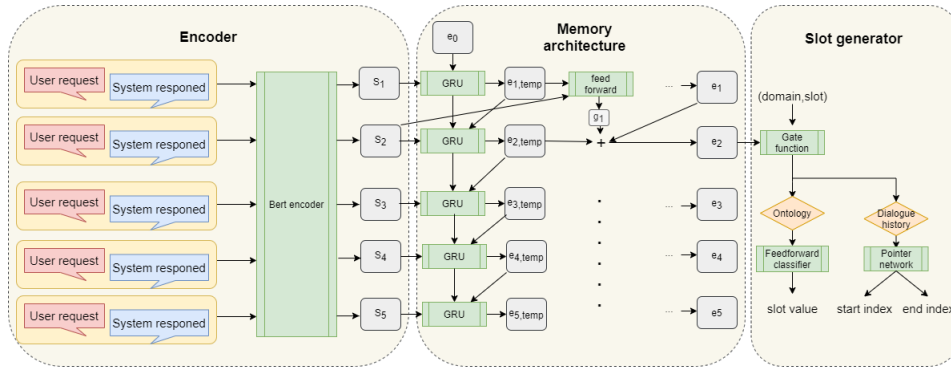 Encoder
User request
System responed
User request
System responed
User request
System responed
User request
System responed
User request
System responed
Bert encoder
S1
S2
S3
S4
S5
Memory
architecture
e0
GRU
e1,temp
feed
forward
g1
...
e1
GRU
e2,temp
+
e2
GRU
e3,temp
...
e3
GRU
e4,temp
...
e4
GRU
e5,temp
...
e5
Slot generator
(domain,slot)
Gate
function
Ontology
Dialogue
history
Feedforward
classifier
Pointer
network
slot value
start index
end index